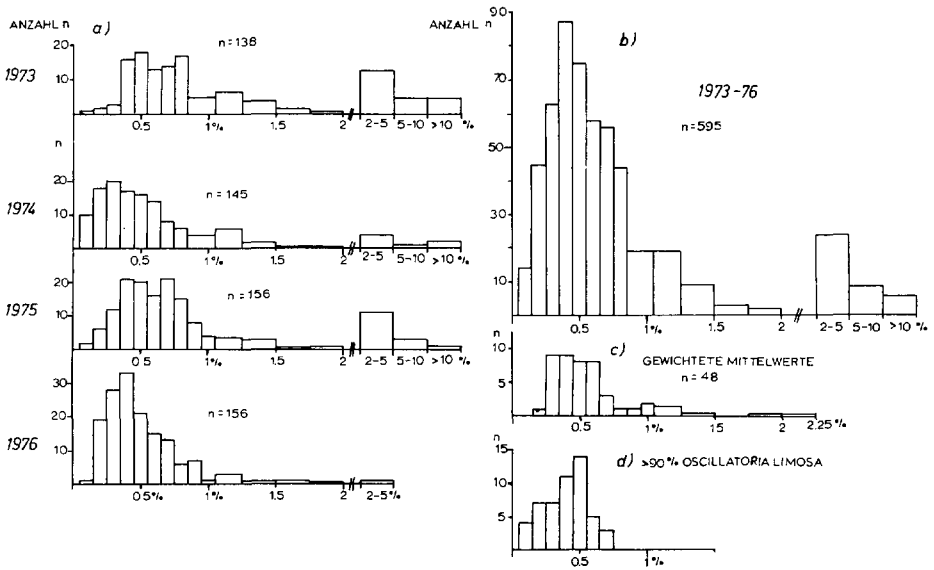 ANZAHL n
a)
n=138
1973
20
10
0.5 1% 1.5 2 2-5 5-10 >10 %
n
n=145
1974
20
10
0.5 1% 1.5 2 2-5 5-10 >10 %
n=156
1975
20
10
0.5 1% 1.5 2 2-5 5-10 >10 %
n=156
1976
30
20
10
0.5% 1% 1.5 2 2-5%
ANZAHL n
b)
1973-76
n=595
90
70
50
30
10
0.5 1% 1.5 2 2-5 5-10 >10 %
n
c)
GEWICHTETE MITTELWERTE
n=48
10
5
0.5 1% 1.5 2 2.25 %
n
d) >90% OSCILLATORIA LIMOSA
15
10
5
0.5 1%